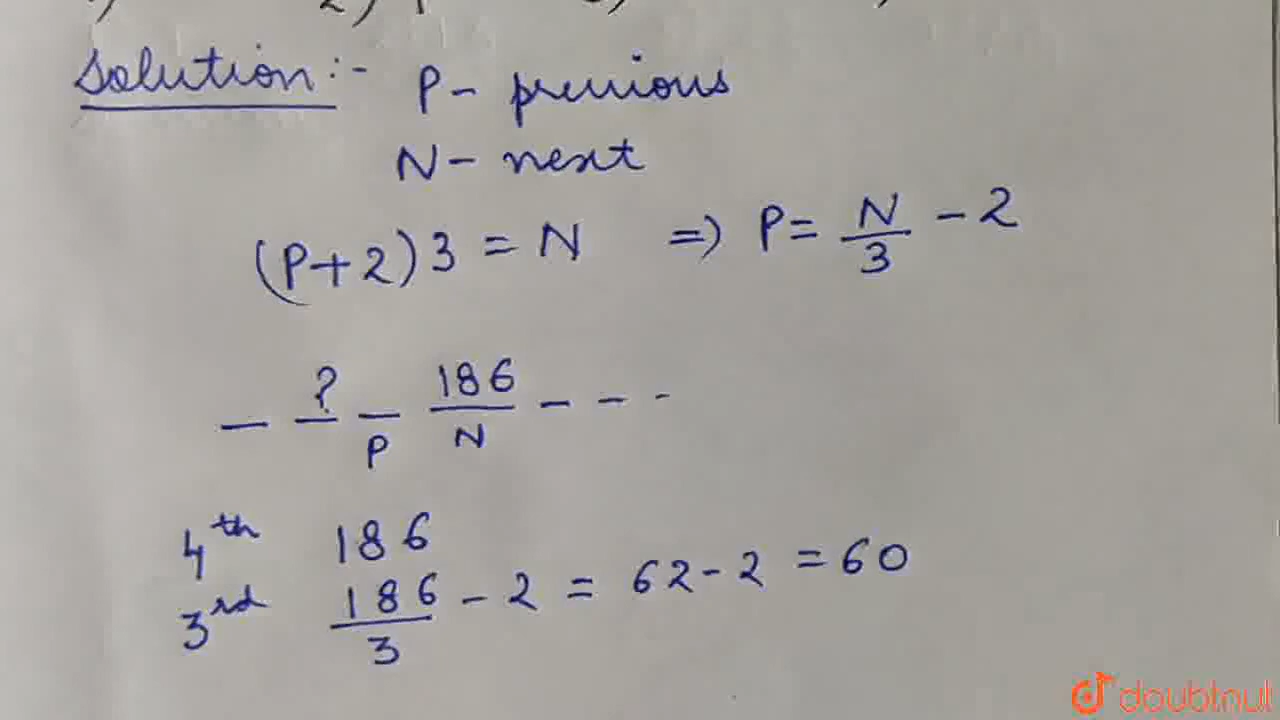 Solution :- P - previous
N - next
(P+2)3 = N ⇒ P = N/3 - 2
— ? — 186 - - - -
P N
4th 186
3rd 186/3 - 2 = 62 - 2 = 60
doubtnut